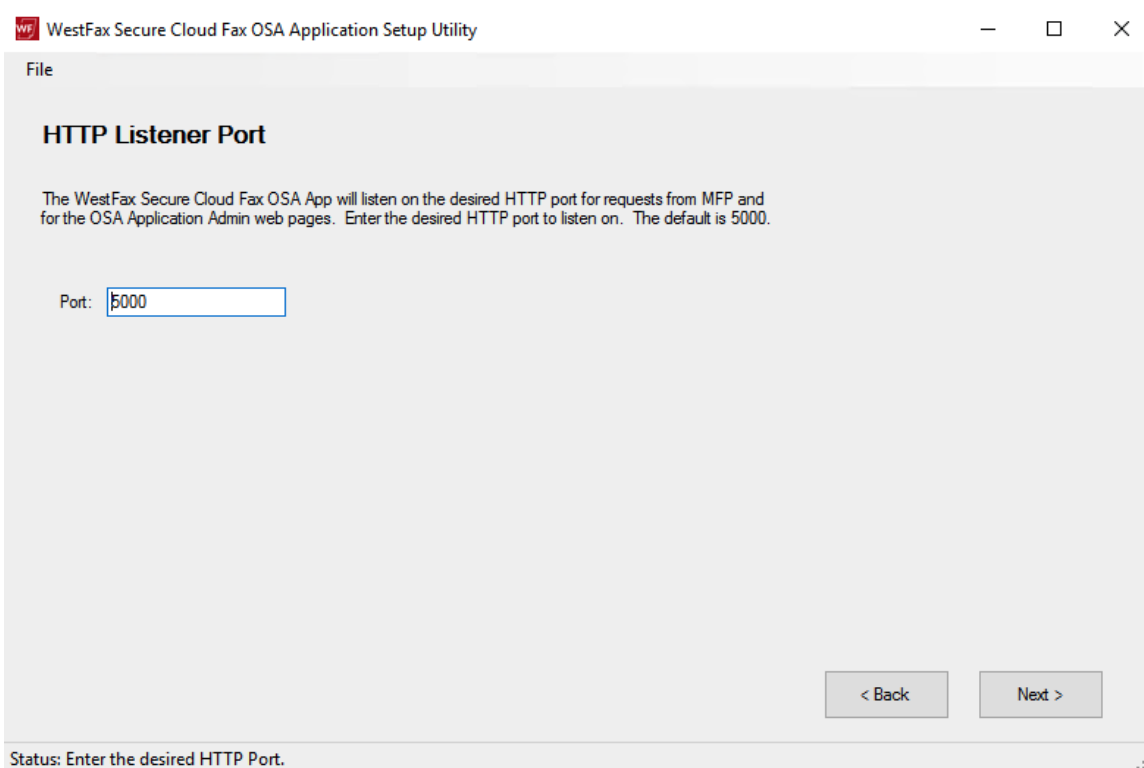 WF WestFax Secure Cloud Fax OSA Application Setup Utility
File
HTTP Listener Port
The WestFax Secure Cloud Fax OSA App will listen on the desired HTTP port for requests from MFP and
for the OSA Application Admin web pages.  Enter the desired HTTP port to listen on.  The default is 5000.
Port: 5000
< Back Next >
Status: Enter the desired HTTP Port.